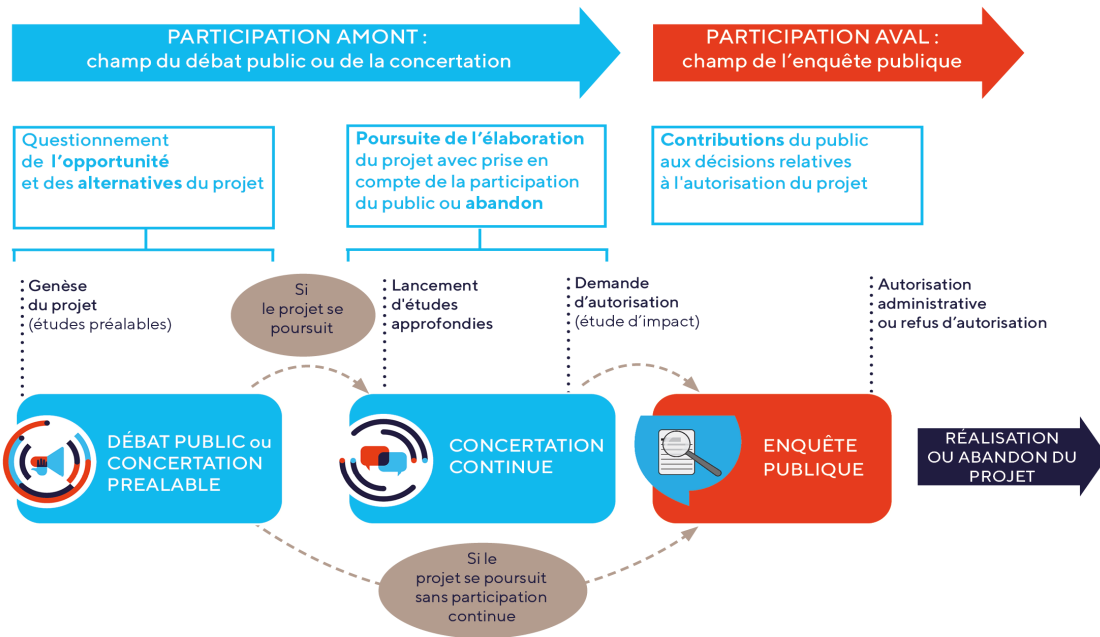 PARTICIPATION AMONT :
champ du débat public ou de la concertation
PARTICIPATION AVAL :
champ de l'enquête publique
Questionnement
de l'opportunité
et des alternatives du projet
Poursuite de l'élaboration
du projet avec prise en
compte de la participation
du public ou abandon
Contributions du public
aux décisions relatives
à l'autorisation du projet
Genèse
du projet
(études préalables)
Si
le projet se
poursuit
Lancement
d'études
approfondies
Demande
d'autorisation
(étude d'impact)
Autorisation
administrative
ou refus d'autorisation
DÉBAT PUBLIC ou
CONCERTATION
PREALABLE
CONCERTATION
CONTINUE
ENQUÊTE
PUBLIQUE
RÉALISATION
OU ABANDON DU
PROJET
Si le
projet se poursuit
sans participation
continue